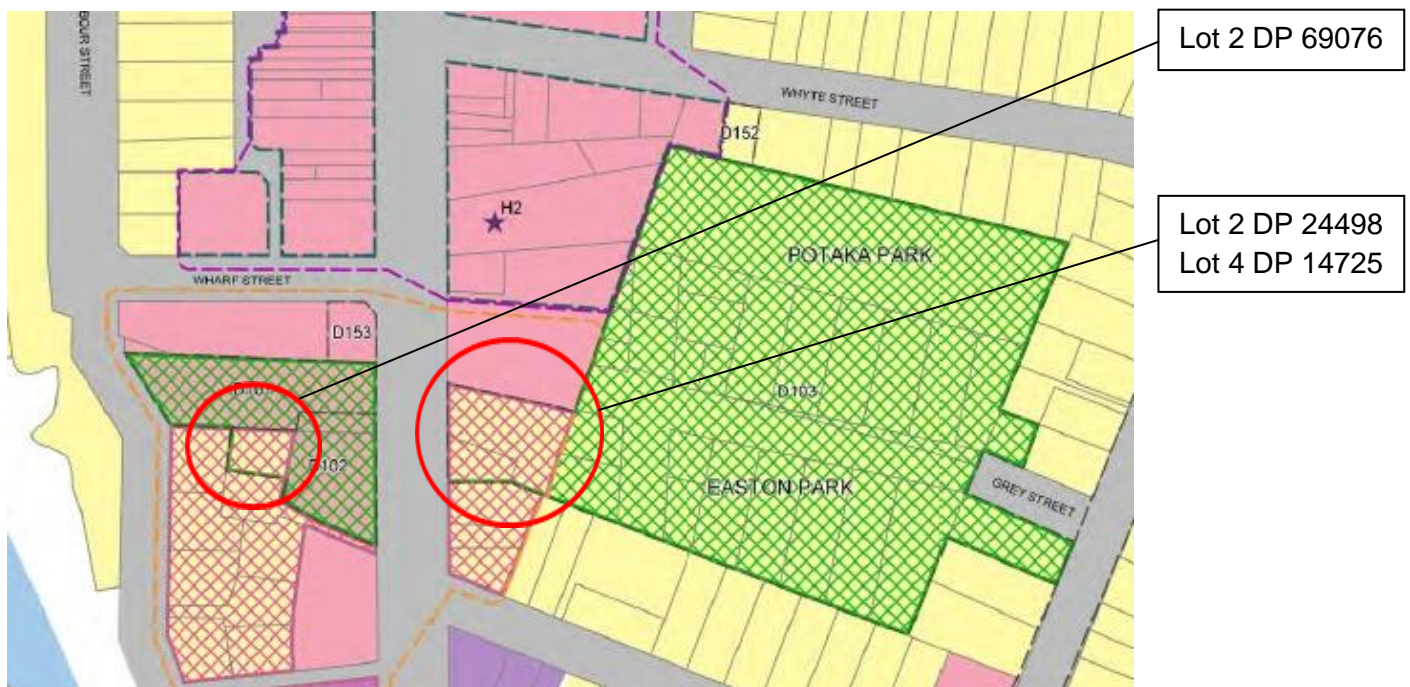 Lot 2 DP 69076
Lot 2 DP 24498
Lot 4 DP 14725
BOUR STREET
WHYTE STREET
D152
H2
POTAKA PARK
WHARF STREET
D153
D103
D102
EASTON PARK
GREY STREET